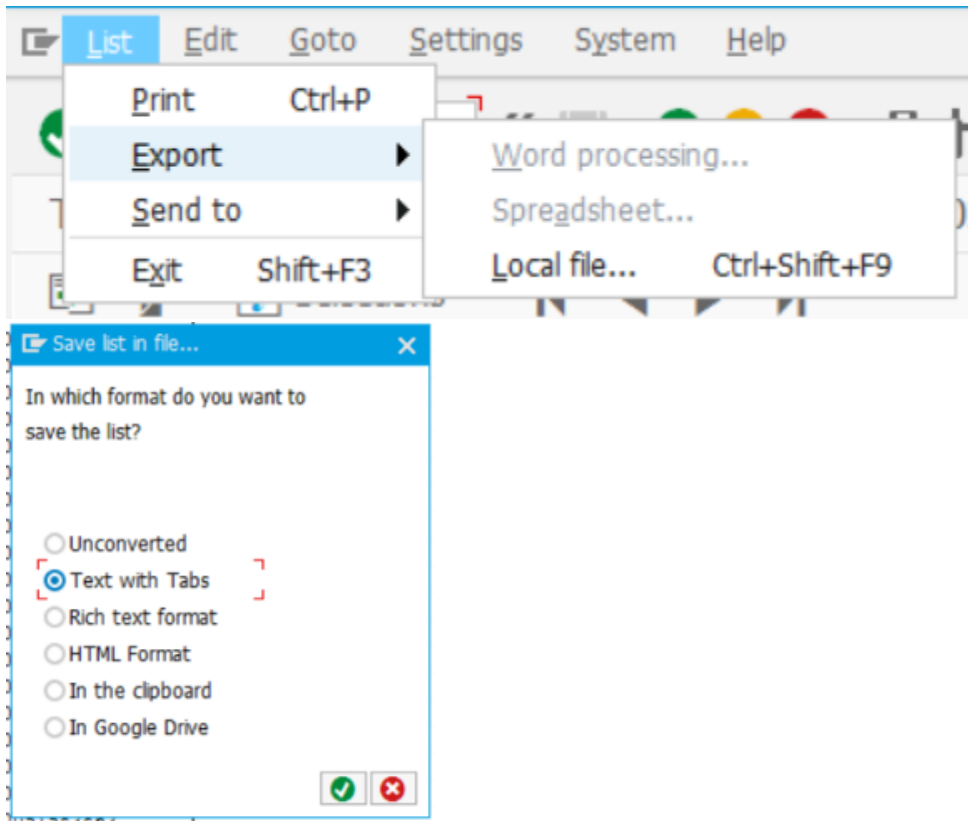 List Edit Goto Settings System Help
Print Ctrl+P
Export
Word processing...
Send to
Spreadsheet...
Exit Shift+F3
Local file... Ctrl+Shift+F9
Save list in file...
In which format do you want to
save the list?
Unconverted
Text with Tabs
Rich text format
HTML Format
In the clipboard
In Google Drive